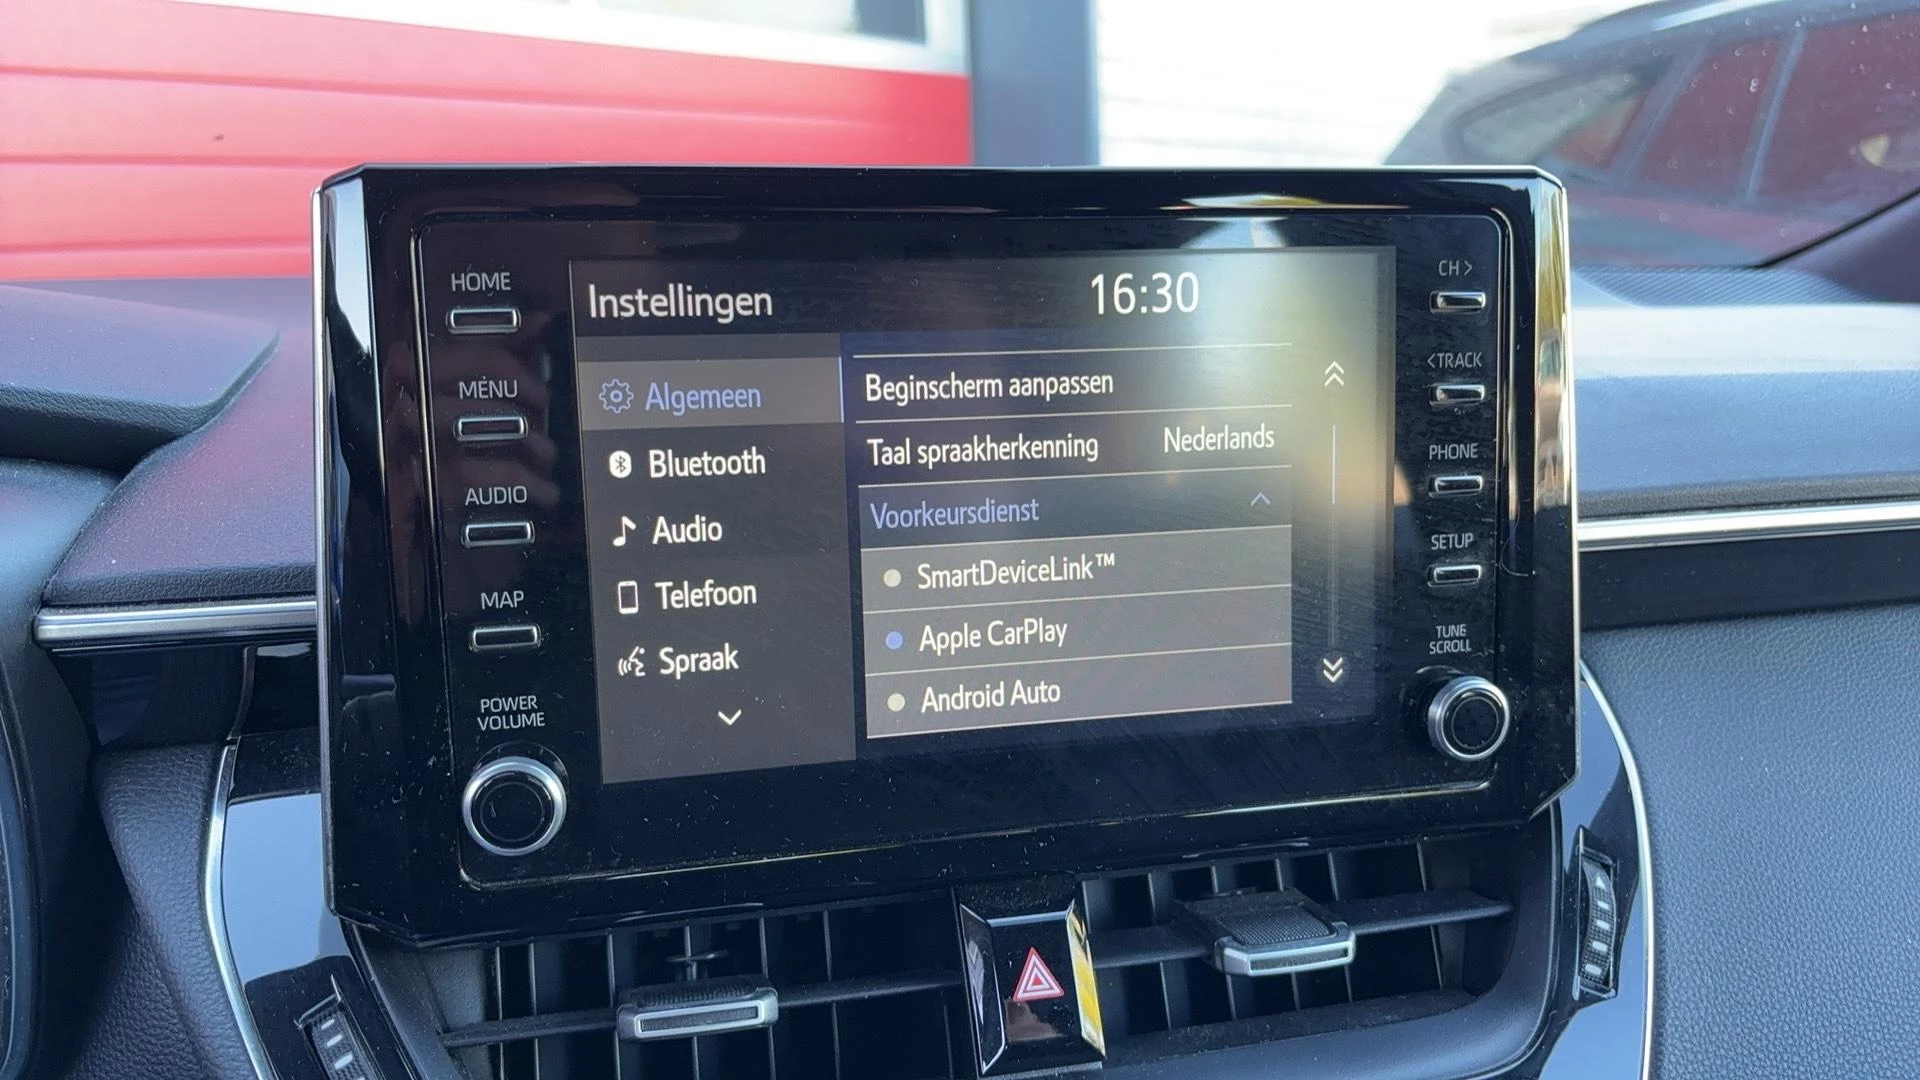 HOME
MENU
AUDIO
MAP
POWER
VOLUME
Instellingen
16:30
Algemeen
Bluetooth
Audio
Telefoon
Spraak
Beginscherm aanpassen
Taal spraakherkenning Nederlands
Voorkeursdienst
SmartDeviceLink™
Apple CarPlay
Android Auto
CH >
< TRACK
PHONE
SETUP
TUNE
SCROLL